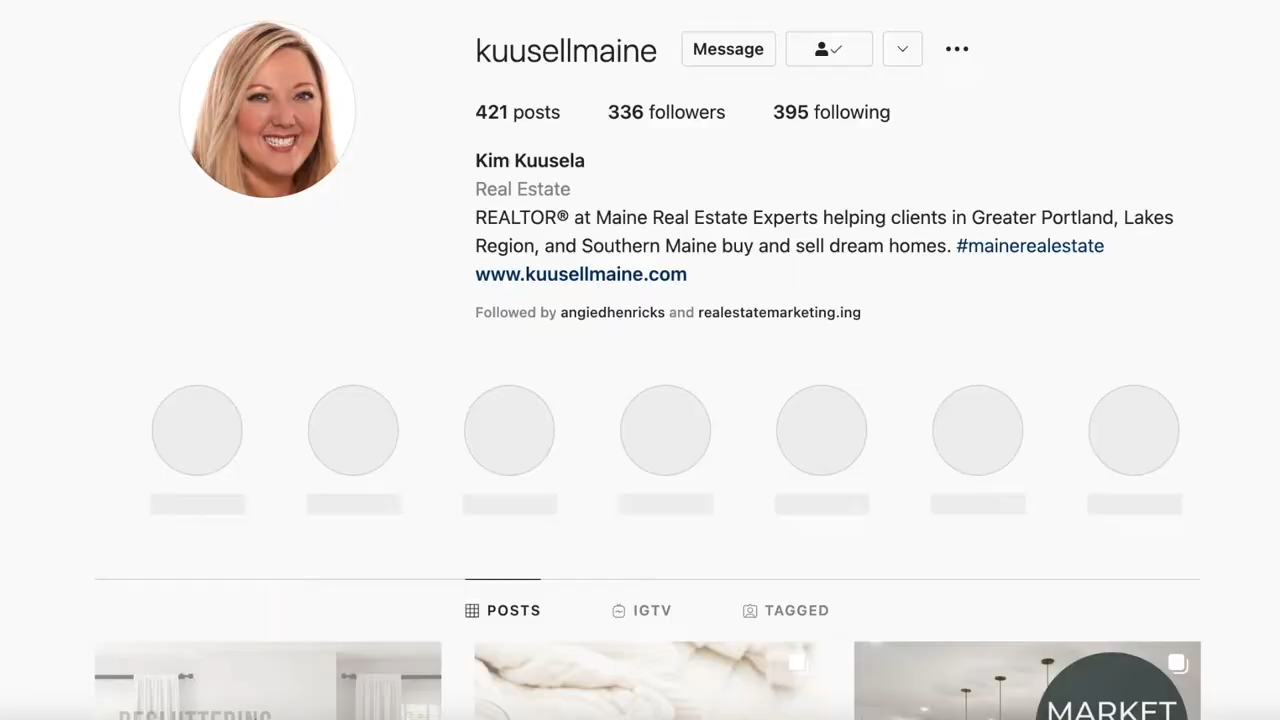 kuusellmaine Message
421 posts 336 followers 395 following
Kim Kuusela
Real Estate
REALTOR® at Maine Real Estate Experts helping clients in Greater Portland, Lakes
Region, and Southern Maine buy and sell dream homes. #mainerealestate
www.kuusellmaine.com
Followed by angiedhenricks and realestatemarketing.ing
POSTS IGTV TAGGED
DECLUTTERING
MARKET